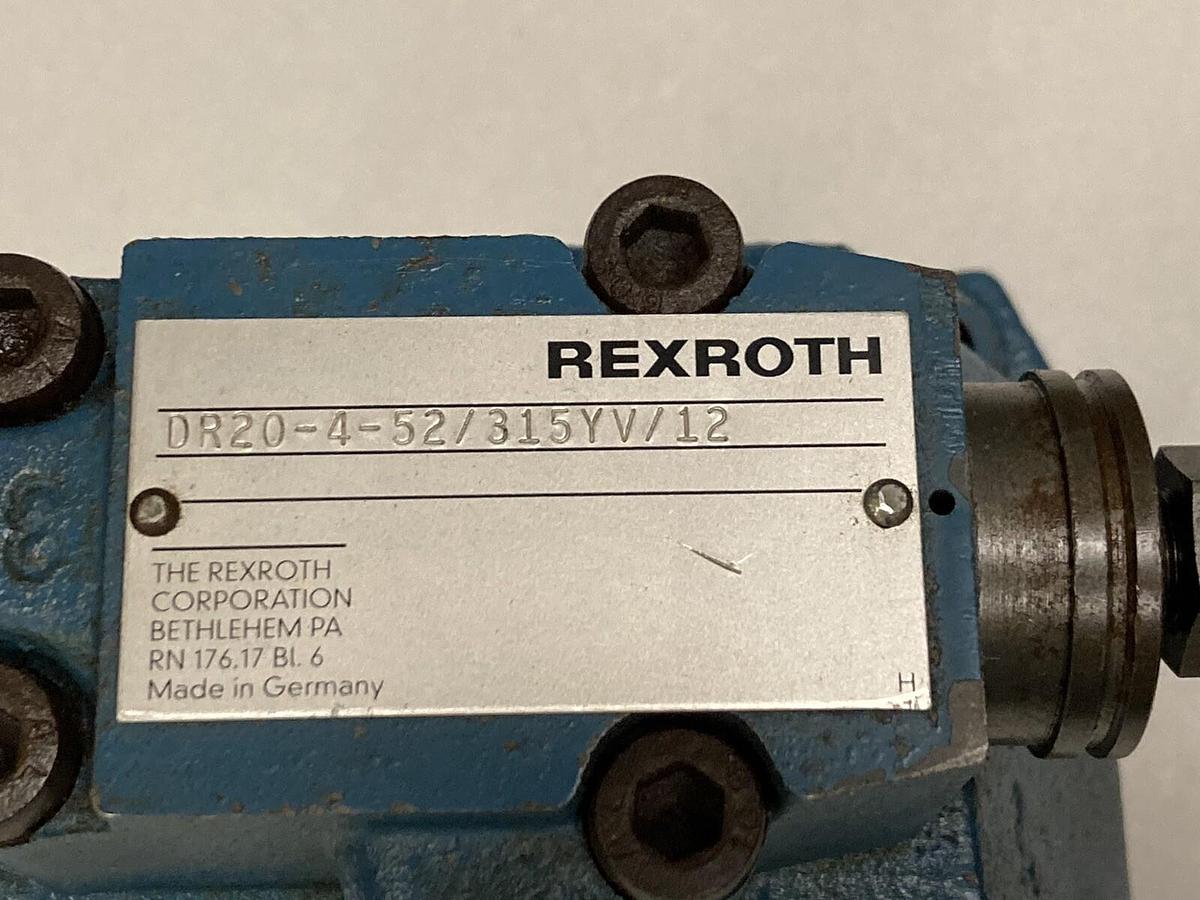 REXROTH
DR20-4-52/315YV/12
THE REXROTH
CORPORATION
BETHLEHEM PA
RN 176.17 Bl. 6
Made in Germany
H
3